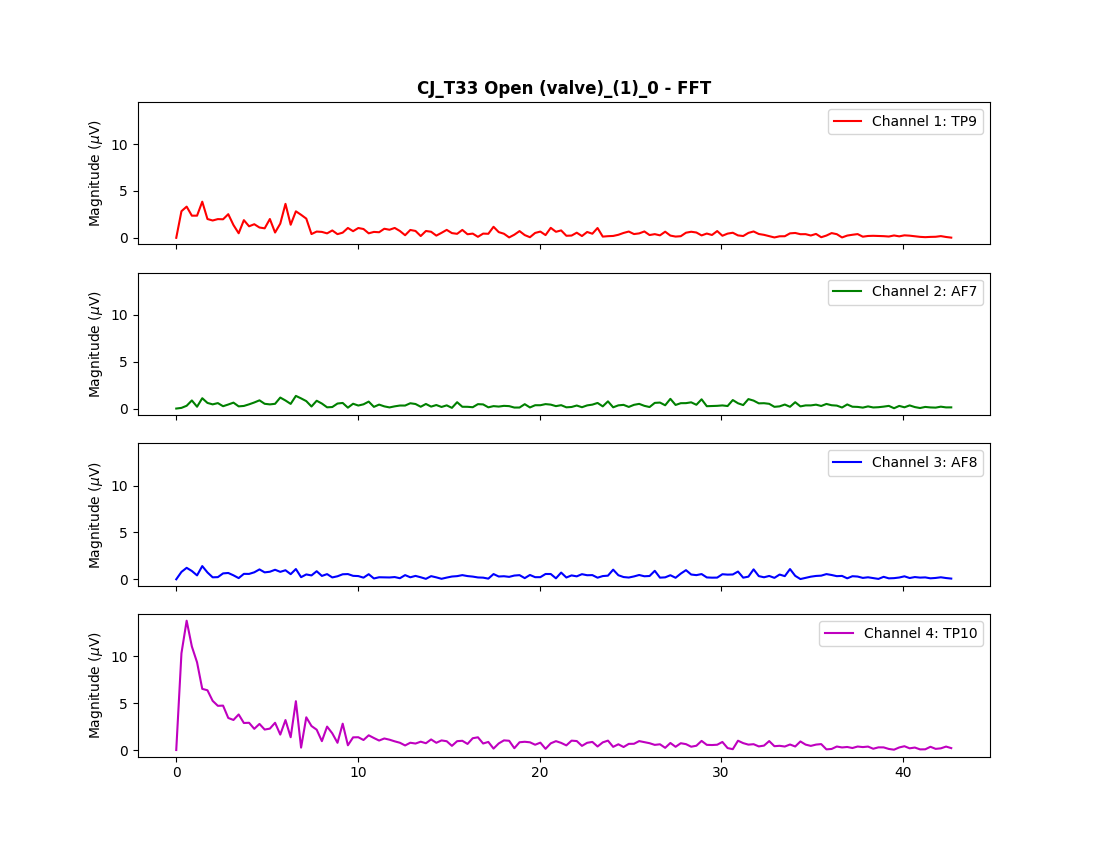 CJ_T33 Open (valve)_(1)_0 - FFT
Magnitude (μV)
10
5
0
Channel 1: TP9
Magnitude (μV)
10
5
0
Channel 2: AF7
Magnitude (μV)
10
5
0
Channel 3: AF8
Magnitude (μV)
10
5
0
Channel 4: TP10
0 10 20 30 40